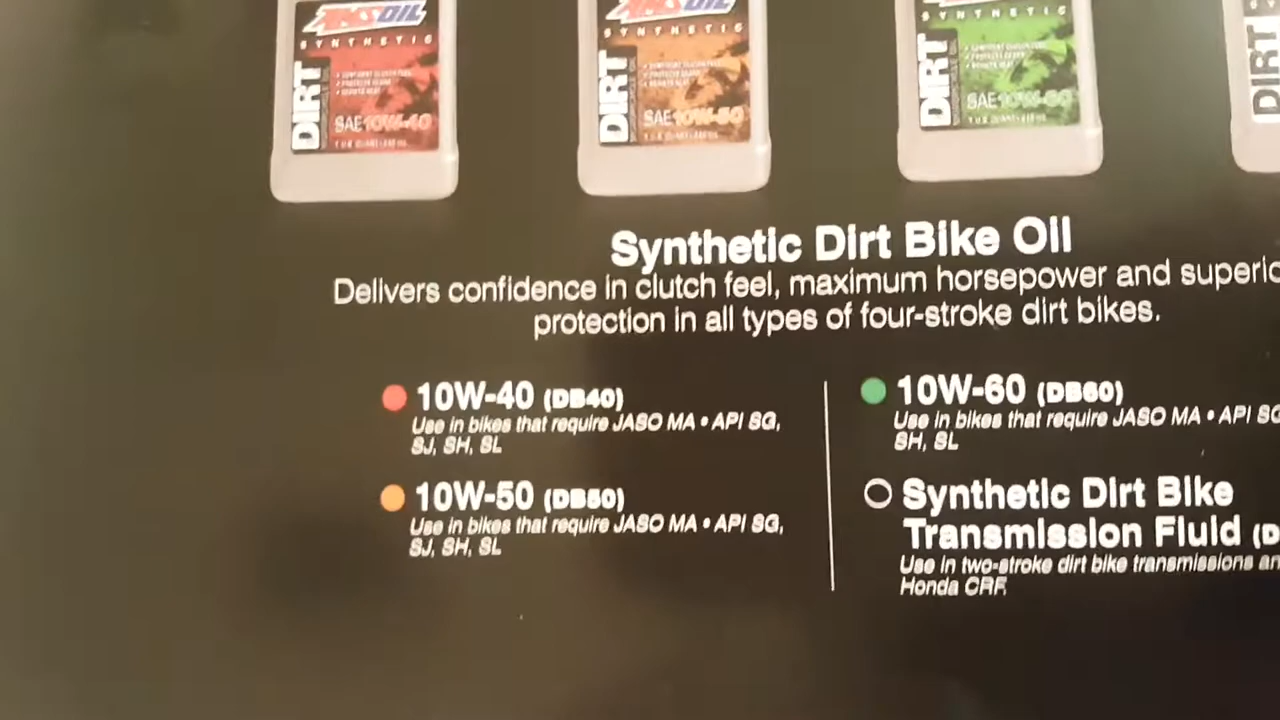 AMSOIL
SYNTHETIC
DIRT
SAE 10W-40
AMSOIL
SYNTHETIC
DIRT
SAE 10W-50
SYNTHETIC
DIRT
SAE 10W-60
DIRT
Synthetic Dirt Bike Oil
Delivers confidence in clutch feel, maximum horsepower and
protection in all types of four-stroke dirt bikes.
10W-40 (DB40)
Use in bikes that require JASO MA • API SG,
SJ, SH, SL
10W-50 (DB50)
Use in bikes that require JASO MA • API SG,
SJ, SH, SL
10W-60 (DB60)
Use in bikes that require JASO MA • API
SH, SL
Synthetic Dirt Bike
Transmission Fluid
Use in two-stroke dirt bike transmissions
Honda CRF